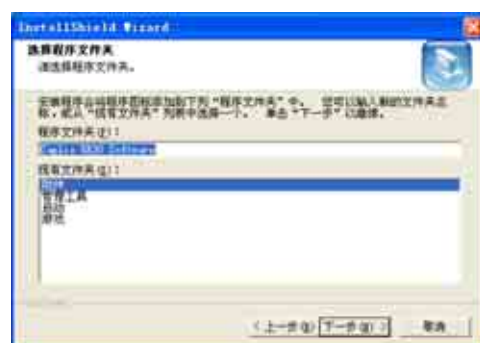 InstallShield Wizard
选择程序文件夹
请选择程序文件夹。
安装程序会将程序图标添加到下列“程序文件夹”中。 您可以输入新的文件夹名
称,或从“现有文件夹”列表中选择一个。 单击“下一步”以继续。
程序文件夹(P):
Software
现有文件夹(X):
附件
管理工具
启动
游戏
< 上一步(B)
下一步(N) >
取消